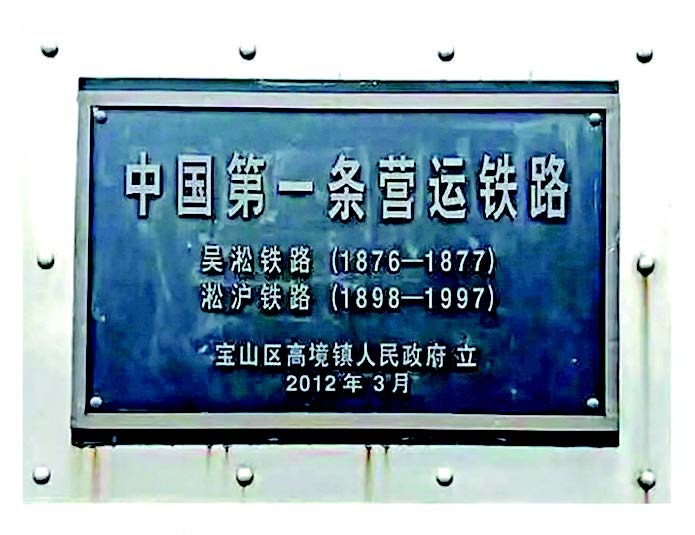 中国第一条营运铁路
吴淞铁路 (1876—1877)
淞沪铁路 (1898—1997)
宝山区高境镇人民政府 立
2012 年 3 月